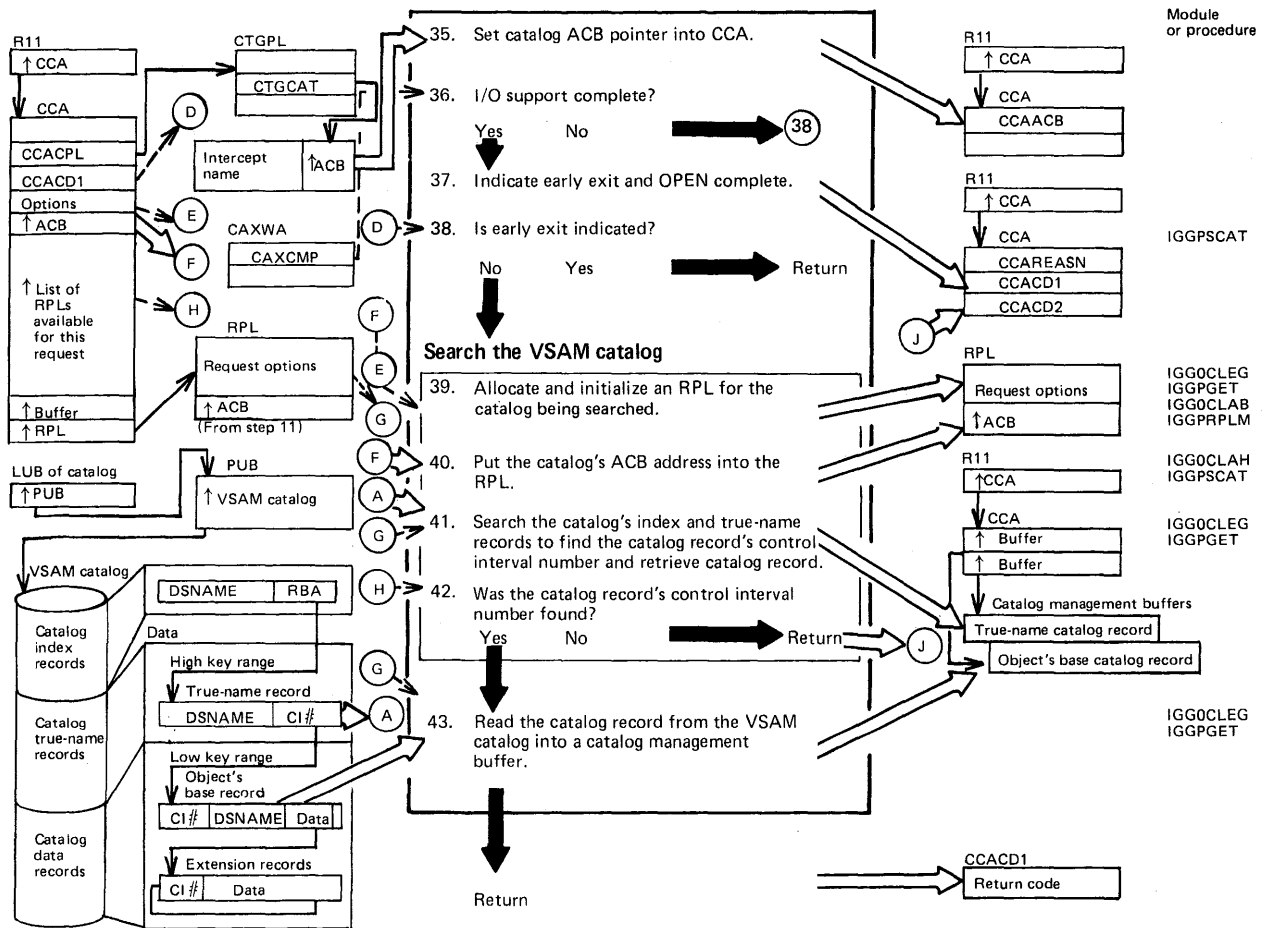 Module
or procedure
R11
↑ CCA
CCA
CCACPL
CCACD1
Options
↑ ACB
↑ List of
RPLs
available
for this
request
↑ Buffer
↑ RPL
CTGPL
CTGCAT
D
Intercept
name
↑ACB
E
F
H
CAXWA
CAXCMP
RPL
Request options
↑ ACB
(From step 11)
F
E
G
LUB of catalog
↑PUB
PUB
↑ VSAM catalog
F
A
G
H
VSAM catalog
Catalog
index
records
Catalog
true-name
records
Catalog
data
records
DSNAME RBA
Data
High key range
True-name record
DSNAME CI#
A
G
Low key range
Object's
base record
CI# DSNAME Data
Extension records
CI# Data
35. Set catalog ACB pointer into CCA.
36. I/O support complete?
Yes No 38
37. Indicate early exit and OPEN complete.
D
38. Is early exit indicated?
No Yes Return
Search the VSAM catalog
39. Allocate and initialize an RPL for the
catalog being searched.
40. Put the catalog's ACB address into the
RPL.
41. Search the catalog's index and true-name
records to find the catalog record's control
interval number and retrieve catalog record.
42. Was the catalog record's control interval
number found?
Yes No Return
J
43. Read the catalog record from the VSAM
catalog into a catalog management
buffer.
Return
R11
↑ CCA
CCA
CCAACB
R11
↑ CCA
CCA
CCAREASN
CCACD1
CCACD2
J
IGGPSCAT
RPL
Request options
↑ACB
IGG0CLEG
IGGPGET
IGG0CLAB
IGGPRPLM
R11
↑CCA
IGG0CLAH
IGGPSCAT
CCA
↑ Buffer
↑ Buffer
IGG0CLEG
IGGPGET
Catalog management buffers
True-name catalog record
Object's base catalog record
IGG0CLEG
IGGPGET
CCACD1
Return code